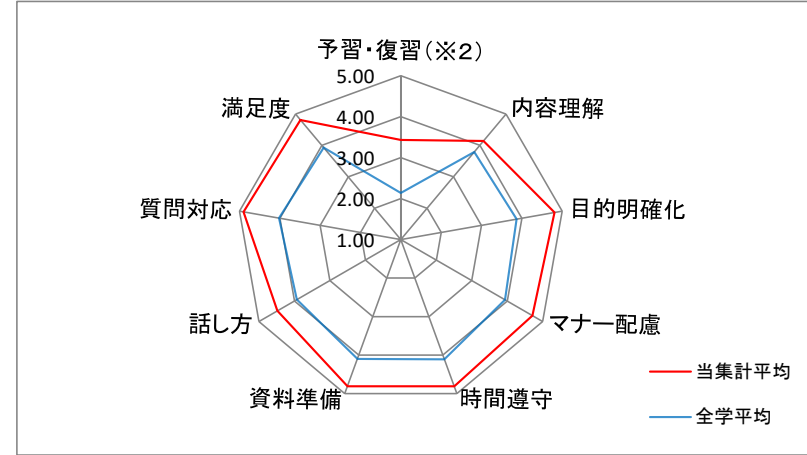 予習・復習(※2)
5.00
満足度
内容理解
4.00
3.00
質問対応
2.00
目的明確化
1.00
話し方
マナー配慮
資料準備
時間遵守
当集計平均
全学平均